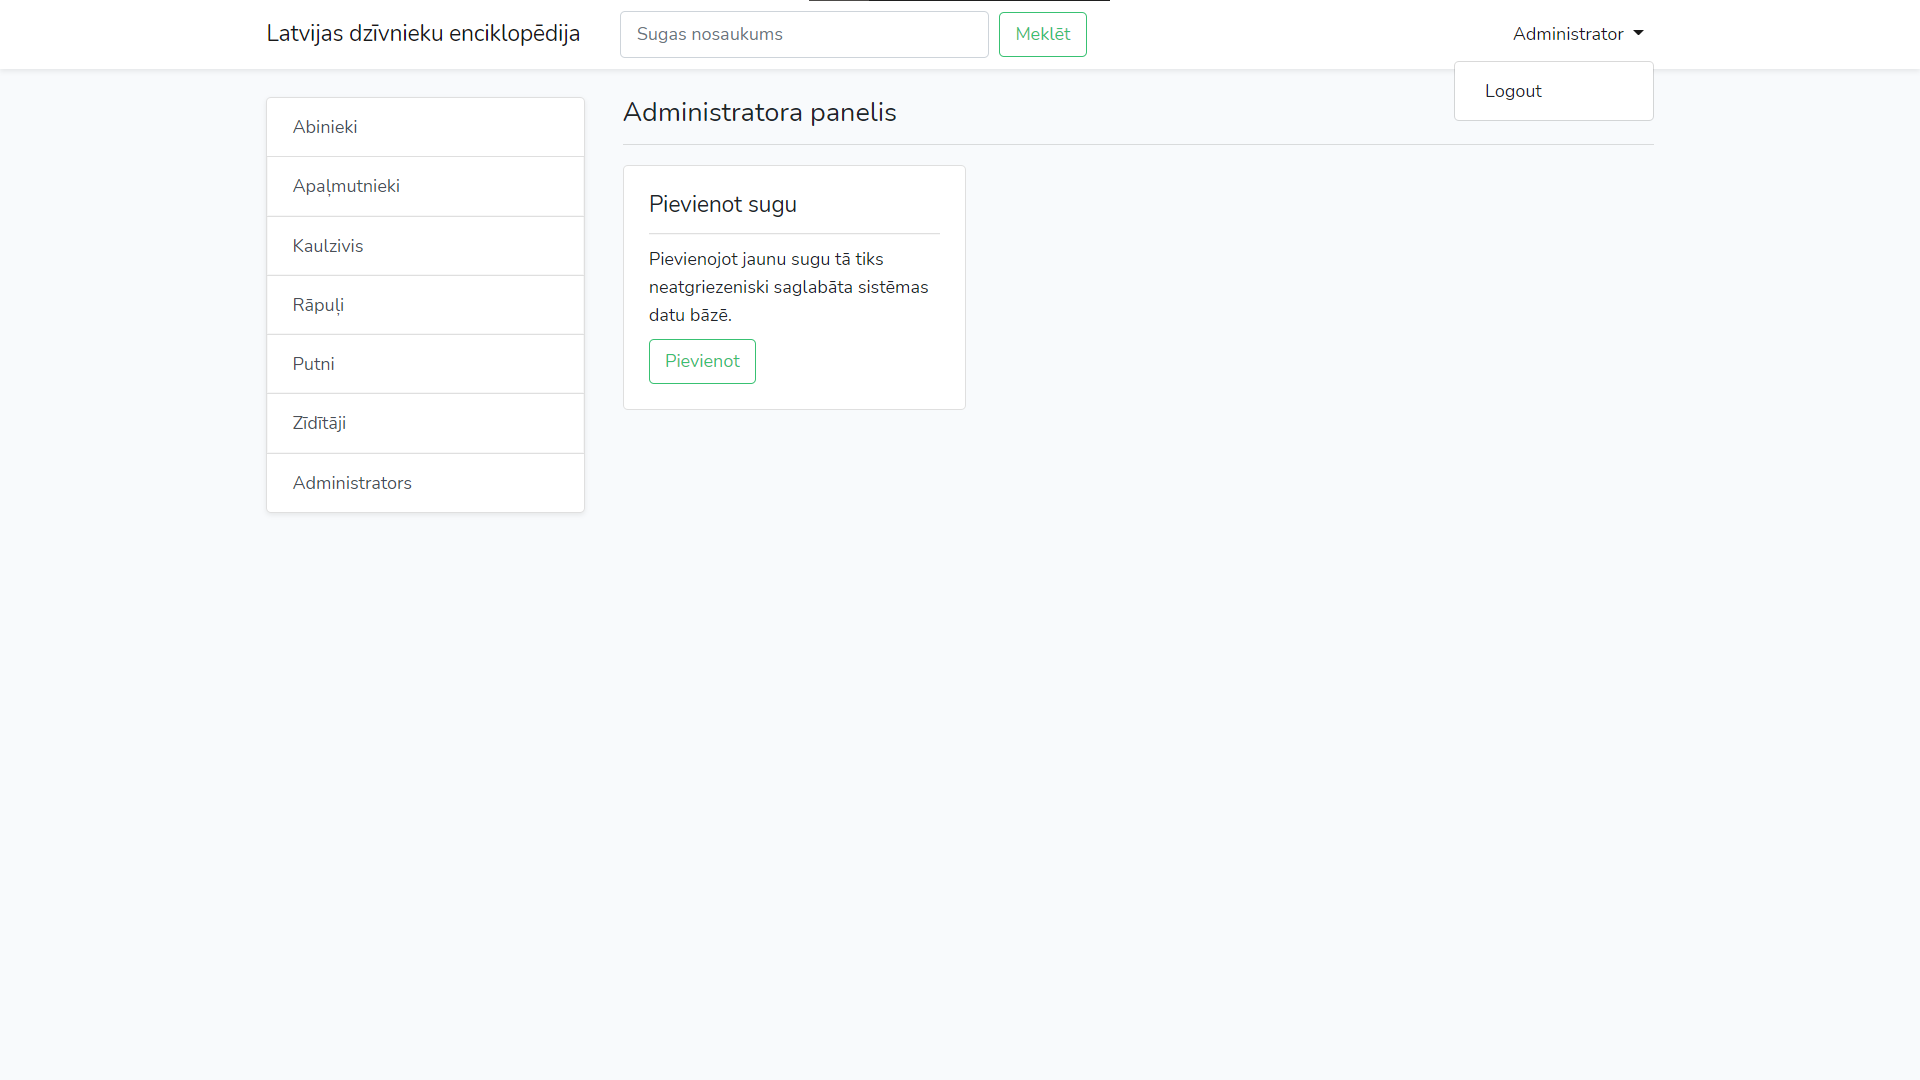 Latvijas dzīvnieku enciklopēdija
Sugas nosaukums
Meklēt
Administrator
Logout
Abinieki
Apaļmutnieki
Kaulzivis
Rāpuļi
Putni
Zīdītāji
Administrators
Administratora panelis
Pievienot sugu
Pievienojot jaunu sugu tā tiks
neatgriezeniski saglabāta sistēmas
datu bāzē.
Pievienot